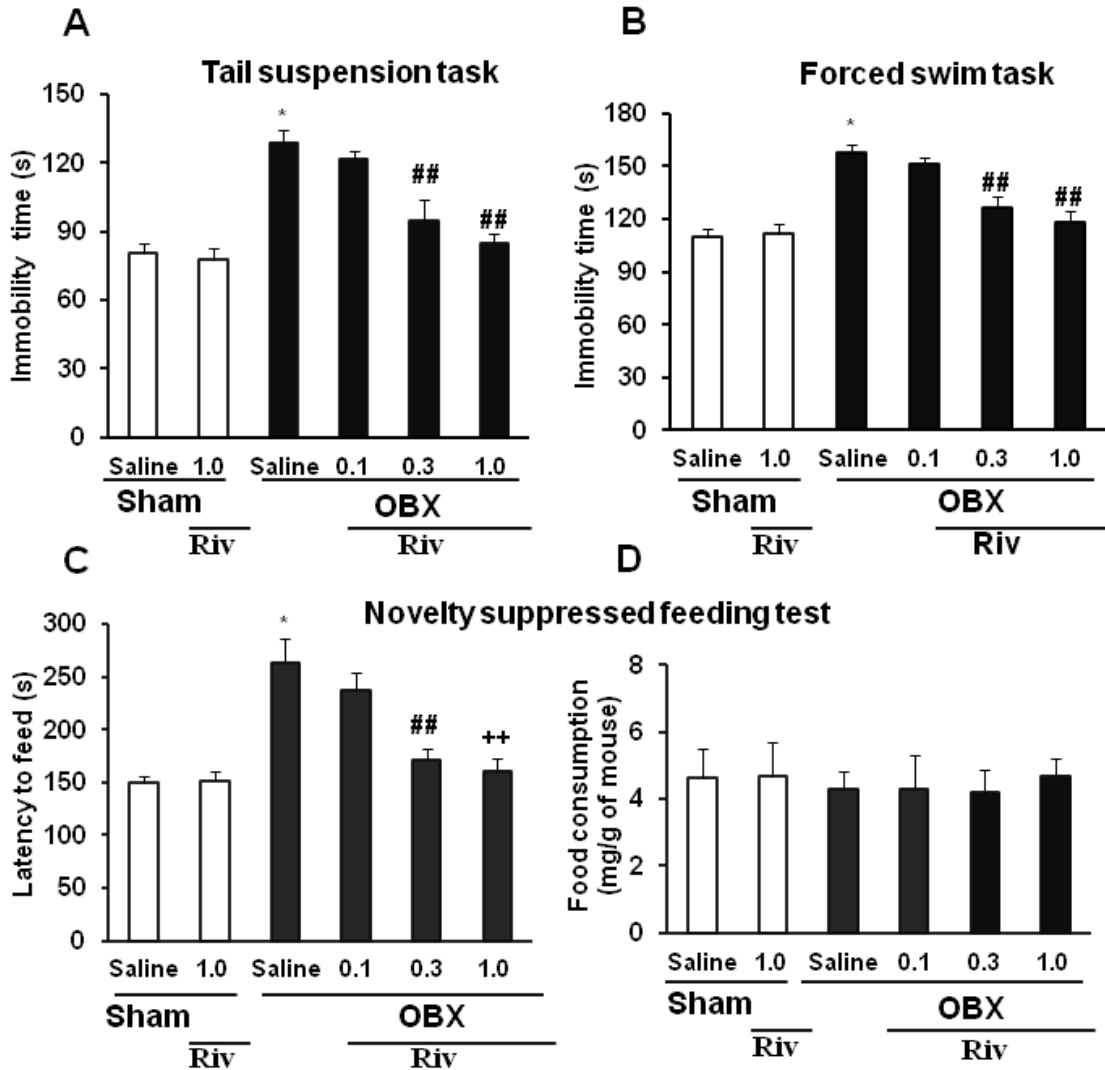 A
Tail suspension task
Immobility time (s)
150
120
90
60
30
0
*
##
##
Saline 1.0 Saline 0.1 0.3 1.0
Sham OBX
Riv Riv
B
Forced swim task
Immobility time (s)
180
150
120
90
60
30
0
*
##
##
Saline 1.0 Saline 0.1 0.3 1.0
Sham OBX
Riv Riv
Novelty suppressed feeding test
C
Latency to feed (s)
300
250
200
150
100
50
0
*
##
++
Saline 1.0 Saline 0.1 0.3 1.0
Sham OBX
Riv Riv
D
Food consumption
(mg/g of mouse)
8
6
4
2
0
Saline 1.0 Saline 0.1 0.3 1.0
Sham OBX
Riv Riv